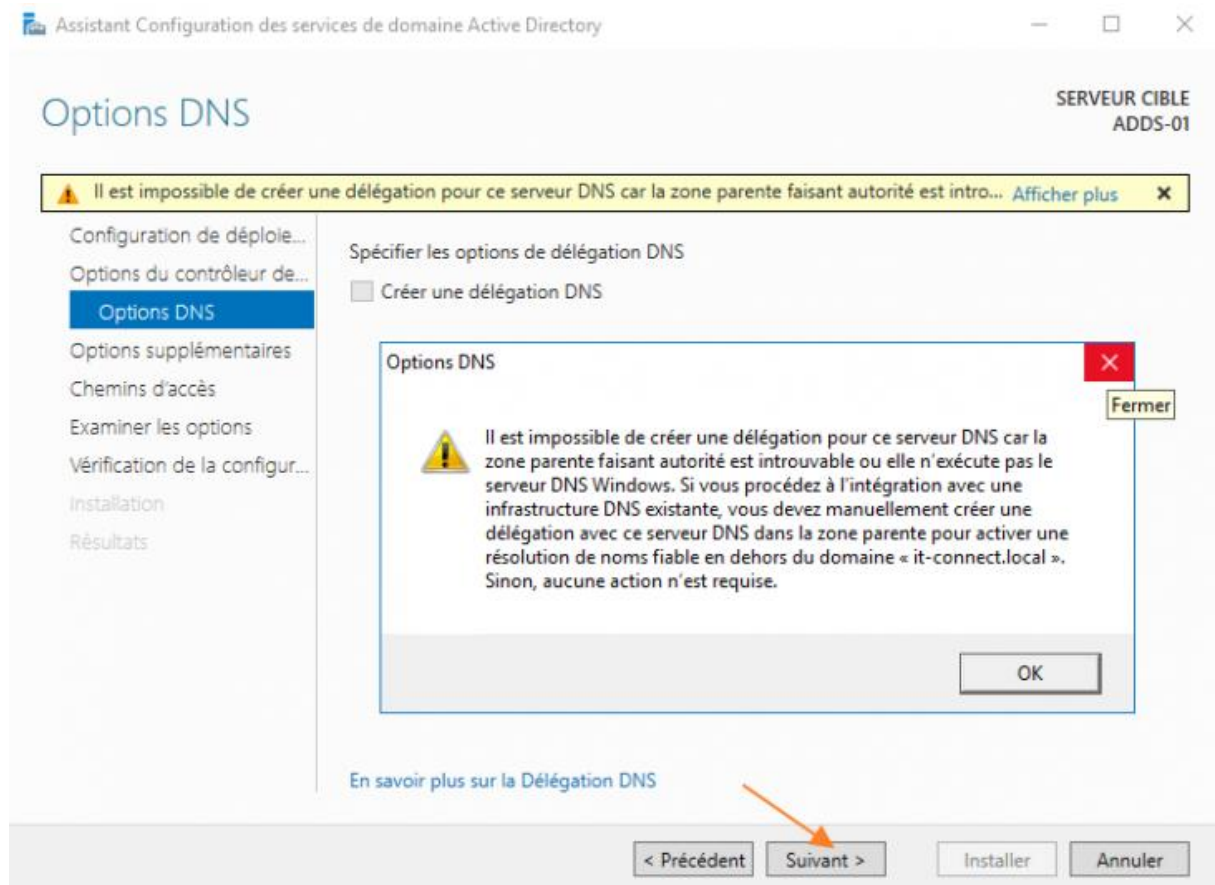 Assistant Configuration des services de domaine Active Directory
Options DNS
SERVEUR CIBLE
ADDS-01
Il est impossible de créer une délégation pour ce serveur DNS car la zone parente faisant autorité est intro... Afficher plus
Configuration de déploie...
Options du contrôleur de...
Options DNS
Options supplémentaires
Chemins d'accès
Examiner les options
Vérification de la configur...
Installation
Résultats
Spécifier les options de délégation DNS
Créer une délégation DNS
Options DNS
Fermer
Il est impossible de créer une délégation pour ce serveur DNS car la
zone parente faisant autorité est introuvable ou elle n'exécute pas le
serveur DNS Windows. Si vous procédez à l'intégration avec une
infrastructure DNS existante, vous devez manuellement créer une
délégation avec ce serveur DNS dans la zone parente pour activer une
résolution de noms fiable en dehors du domaine « it-connect.local ».
Sinon, aucune action n'est requise.
OK
En savoir plus sur la Délégation DNS
< Précédent Suivant > Installer Annuler